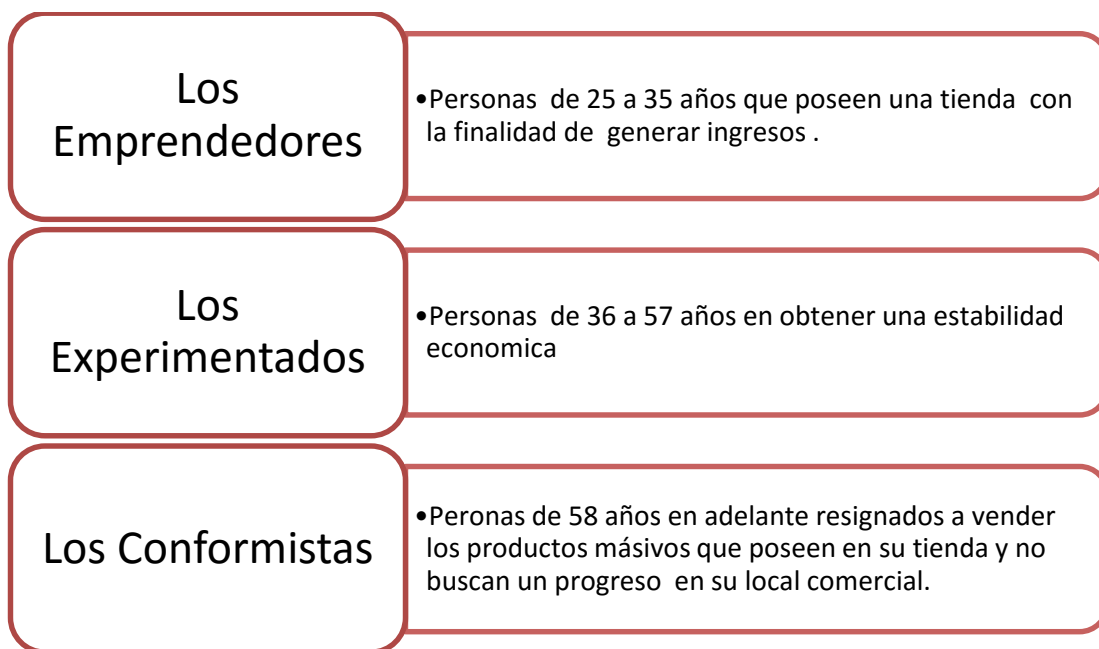 Los
Emprendedores
•Personas de 25 a 35 años que poseen una tienda con
la finalidad de generar ingresos .
Los
Experimentados
•Personas de 36 a 57 años en obtener una estabilidad
economica
Los Conformistas
•Peronas de 58 años en adelante resignados a vender
los productos másivos que poseen en su tienda y no
buscan un progreso en su local comercial.